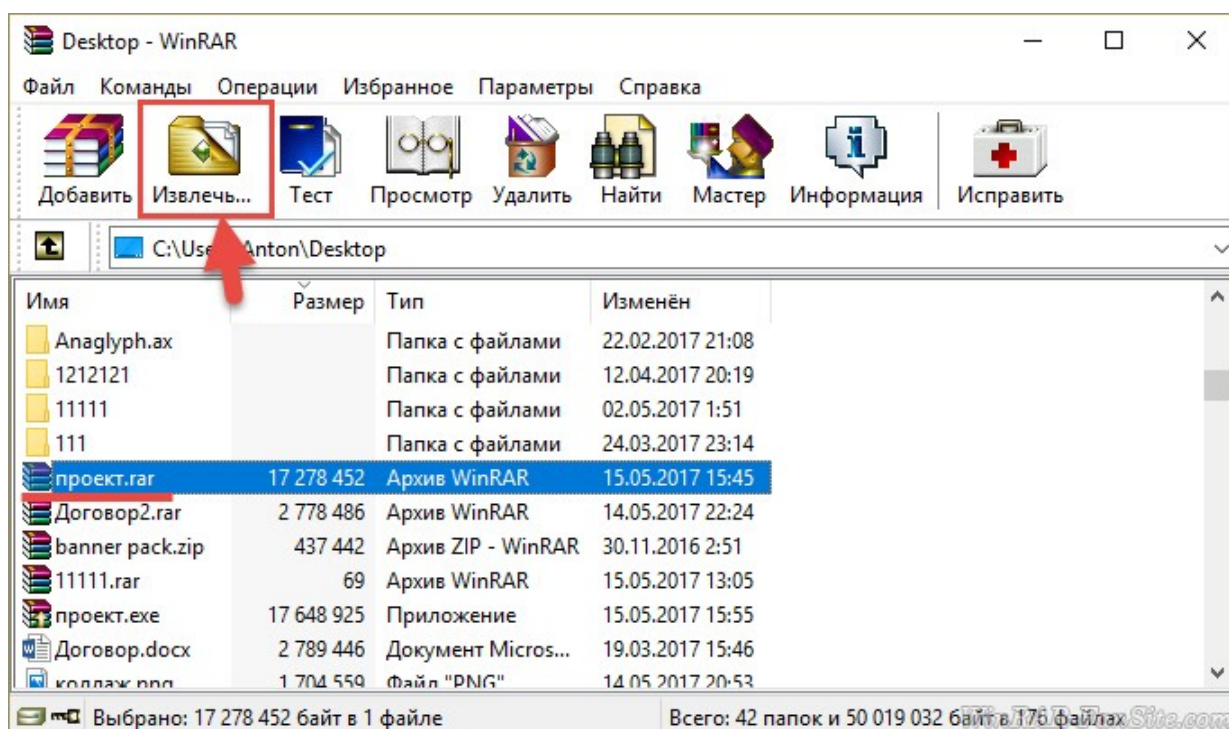 Desktop - WinRAR
Файл Команды Операции Избранное Параметры Справка
Добавить Извлечь... Тест Просмотр Удалить Найти Мастер Информация Исправить
C:\Use Anton\Desktop
Имя Размер Тип Изменён
Anaglyph.ax Папка с файлами 22.02.2017 21:08
1212121 Папка с файлами 12.04.2017 20:19
11111 Папка с файлами 02.05.2017 1:51
111 Папка с файлами 24.03.2017 23:14
проект.rar 17 278 452 Архив WinRAR 15.05.2017 15:45
Договор2.rar 2 778 486 Архив WinRAR 14.05.2017 22:24
banner pack.zip 437 442 Архив ZIP - WinRAR 30.11.2016 2:51
11111.rar 69 Архив WinRAR 15.05.2017 13:05
проект.exe 17 648 925 Приложение 15.05.2017 15:55
Договор.docx 2 789 446 Документ Micros... 19.03.2017 15:46
коллаж.png 1 704 559 Файл "PNG" 14.05.2017 20:53
Выбрано: 17 278 452 байт в 1 файле Всего: 42 папок и 50 019 032 байт в 176 файлах